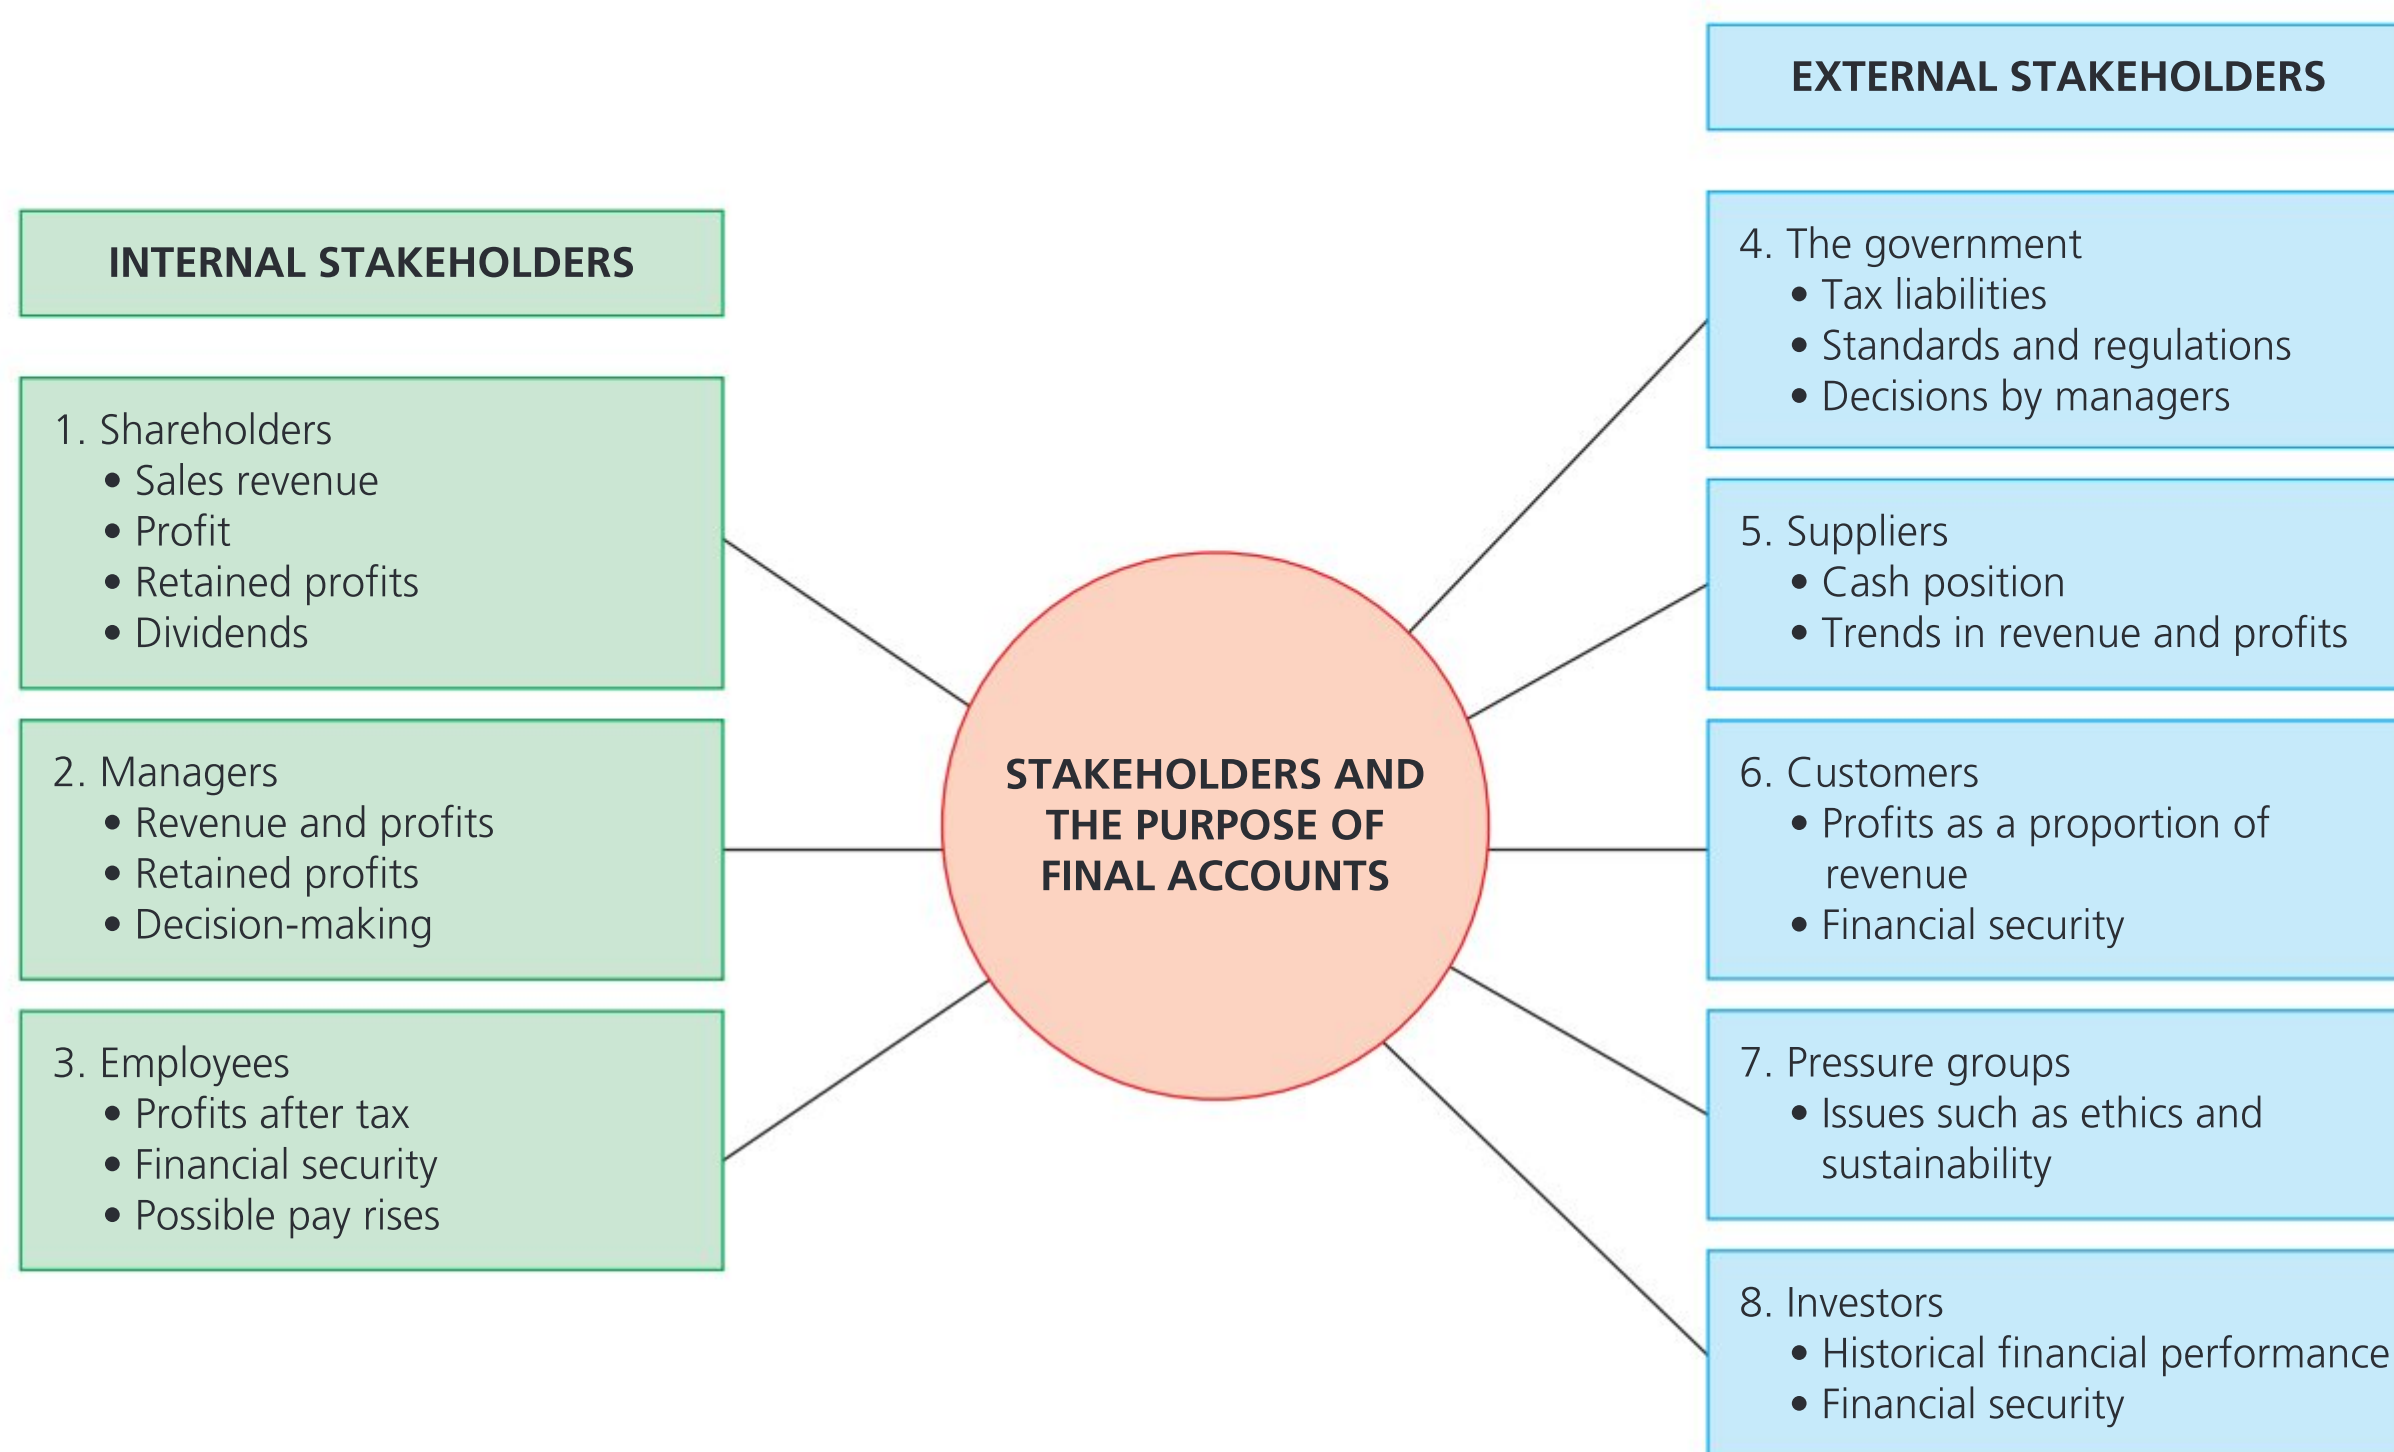 INTERNAL STAKEHOLDERS
1. Shareholders
• Sales revenue
• Profit
• Retained profits
• Dividends
2. Managers
• Revenue and profits
• Retained profits
• Decision-making
3. Employees
• Profits after tax
• Financial security
• Possible pay rises
STAKEHOLDERS AND
THE PURPOSE OF
FINAL ACCOUNTS
EXTERNAL STAKEHOLDERS
4. The government
• Tax liabilities
• Standards and regulations
• Decisions by managers
5. Suppliers
• Cash position
• Trends in revenue and profits
6. Customers
• Profits as a proportion of
revenue
• Financial security
7. Pressure groups
• Issues such as ethics and
sustainability
8. Investors
• Historical financial performance
• Financial security